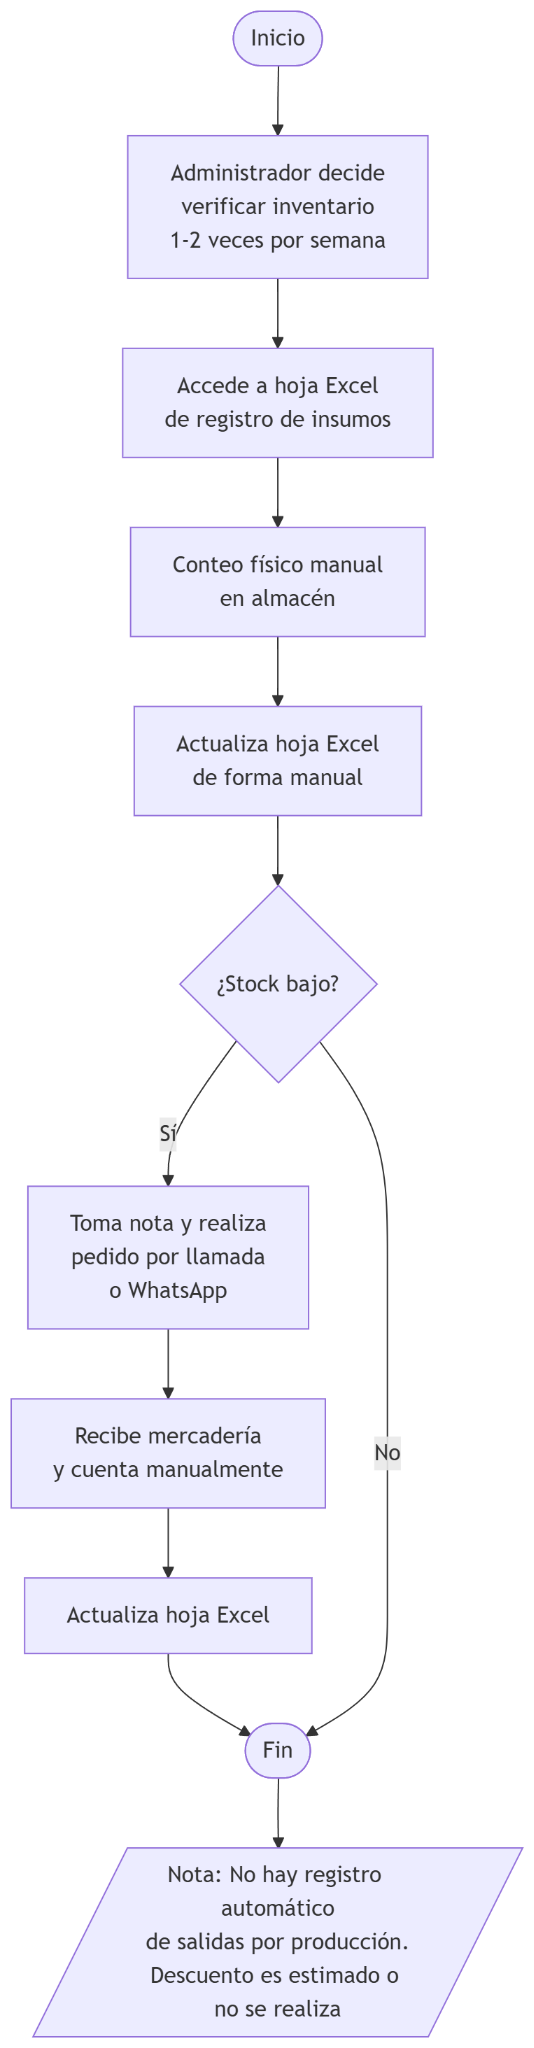 Inicio
Administrador decide
verificar inventario
1-2 veces por semana
Accede a hoja Excel
de registro de insumos
Conteo físico manual
en almacén
Actualiza hoja Excel
de forma manual
¿Stock bajo?
Sí
Toma nota y realiza
pedido por llamada
o WhatsApp
Recibe mercadería
y cuenta manualmente
No
Actualiza hoja Excel
Fin
Nota: No hay registro
automático
de salidas por producción.
Descuento es estimado o
no se realiza